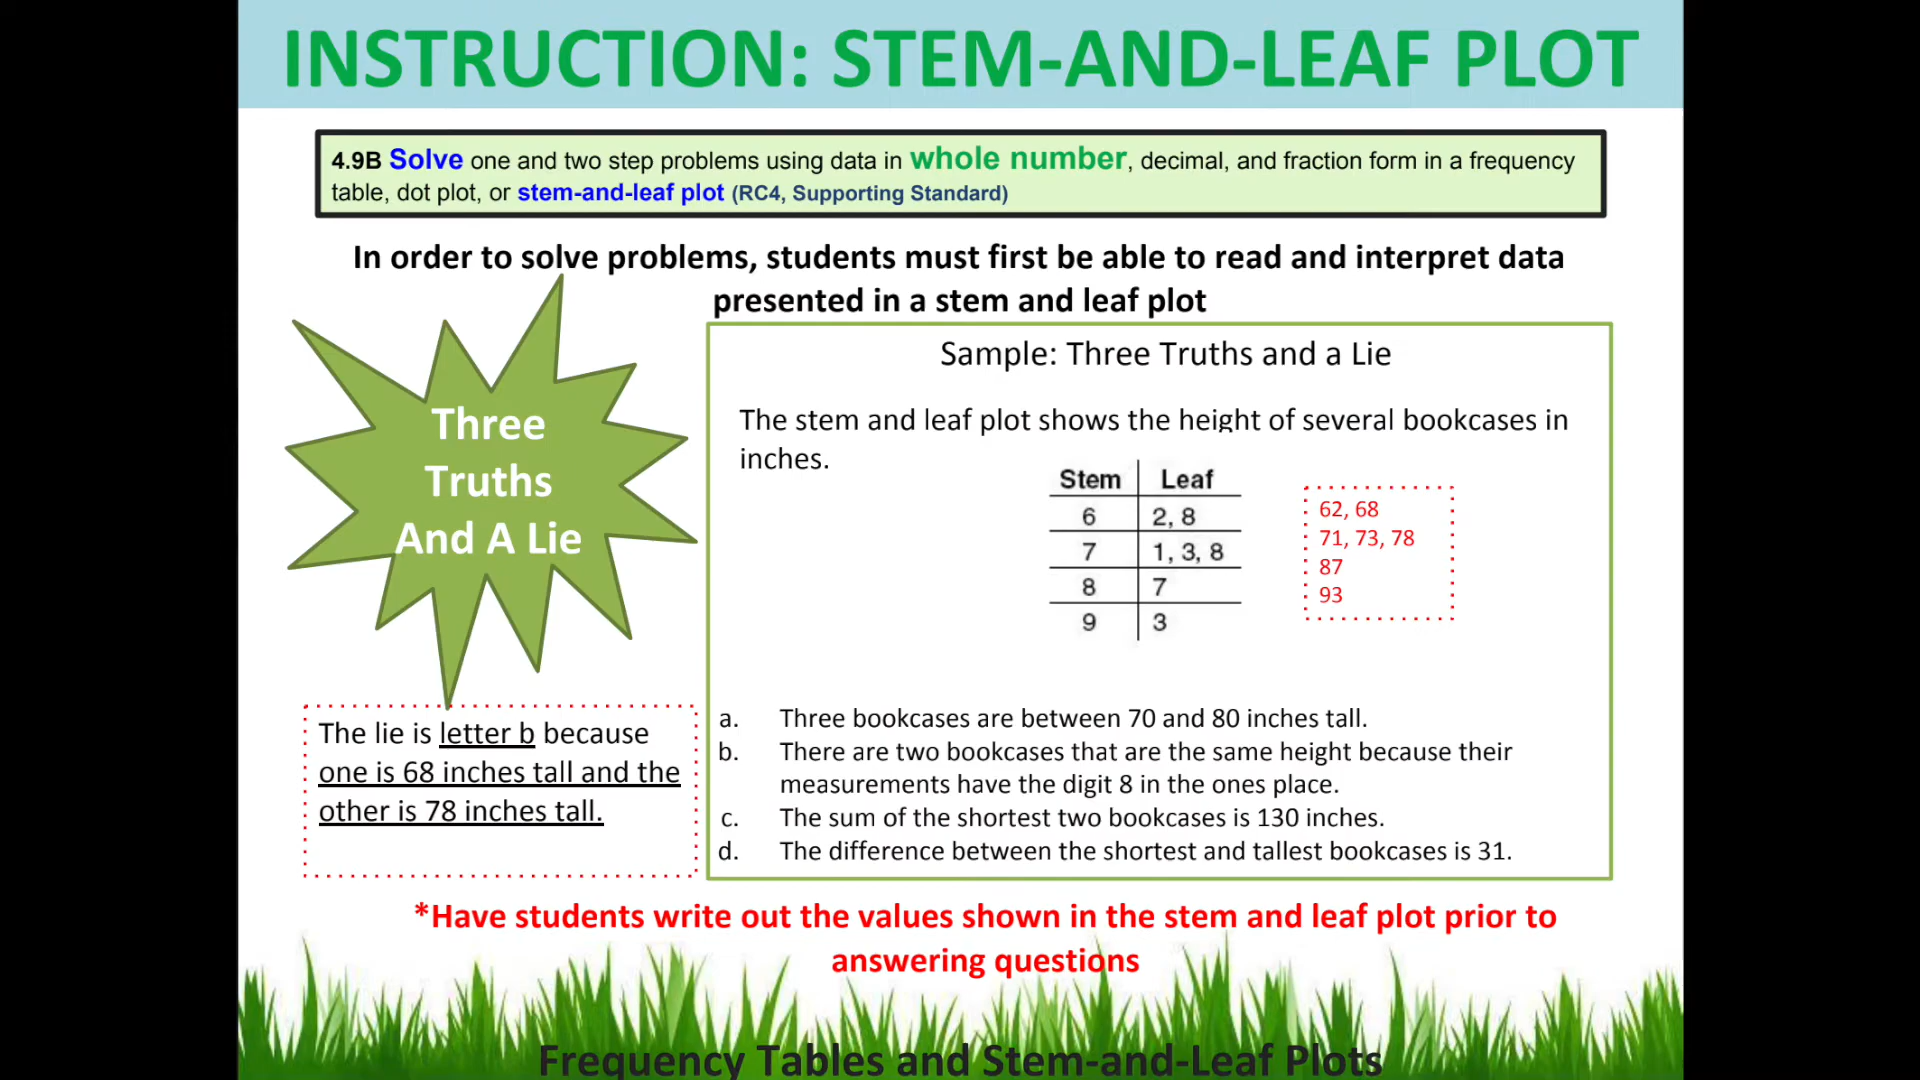 INSTRUCTION: STEM-AND-LEAF PLOT
4.9B Solve one and two step problems using data in whole number, decimal, and fraction form in a frequency
table, dot plot, or stem-and-leaf plot (RC4, Supporting Standard)
In order to solve problems, students must first be able to read and interpret data
presented in a stem and leaf plot
Three
Truths
And A Lie
Sample: Three Truths and a Lie
The stem and leaf plot shows the height of several bookcases in
inches.
Stem Leaf
6 2, 8
7 1, 3, 8
8 7
9 3
62, 68
71, 73, 78
87
93
The lie is letter b because
one is 68 inches tall and the
other is 78 inches tall.
a. Three bookcases are between 70 and 80 inches tall.
b. There are two bookcases that are the same height because their
measurements have the digit 8 in the ones place.
c. The sum of the shortest two bookcases is 130 inches.
d. The difference between the shortest and tallest bookcases is 31.
*Have students write out the values shown in the stem and leaf plot prior to
answering questions
Frequency Tables and Stem-and-Leaf Plots